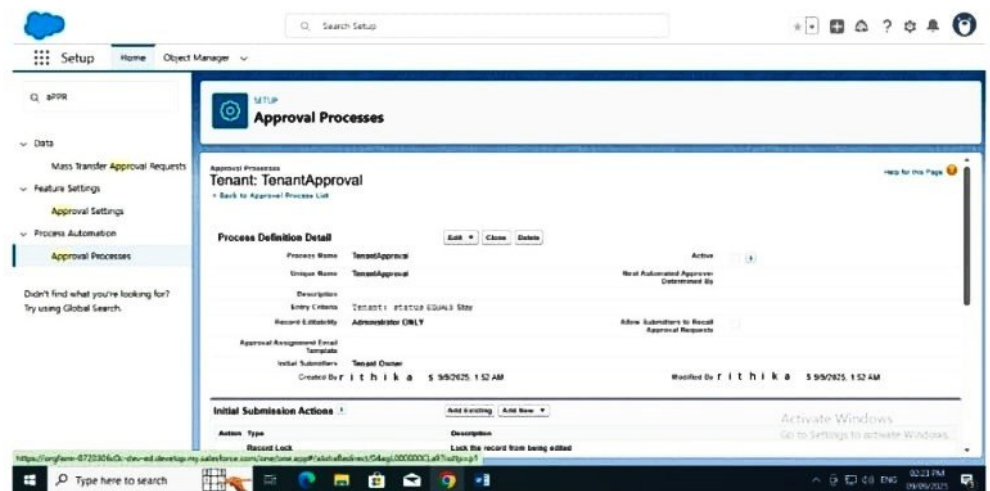 Search Setup
Setup Home Object Manager
aPPR
Data
Mass Transfer Approval Requests
Feature Settings
Approval Settings
Process Automation
Approval Processes
Didn't find what you're looking for?
Try using Global Search.
SETUP
Approval Processes
Approval Processes
Tenant: TenantApproval
Help for this Page
« Back to Approval Process List
Process Definition Detail Edit Clone Delete
Process Name TenantApproval Active
Unique Name TenantApproval Next Automated Approver Determined By
Description
Entry Criteria Tenant: status EQUALS Stay
Record Editability Administrator ONLY Allow Submitters to Recall Approval Requests
Approval Assignment Email Template
Initial Submitters Tenant Owner
Created By rithika s 9/9/2025, 1:52 AM Modified By rithika s 9/9/2025, 1:52 AM
Initial Submission Actions Add Existing Add New
Action Type Description
Record Lock Lock the record from being edited
Activate Windows
Go to Settings to activate Windows.
Type here to search
ENG
02:23 PM
09/09/2025